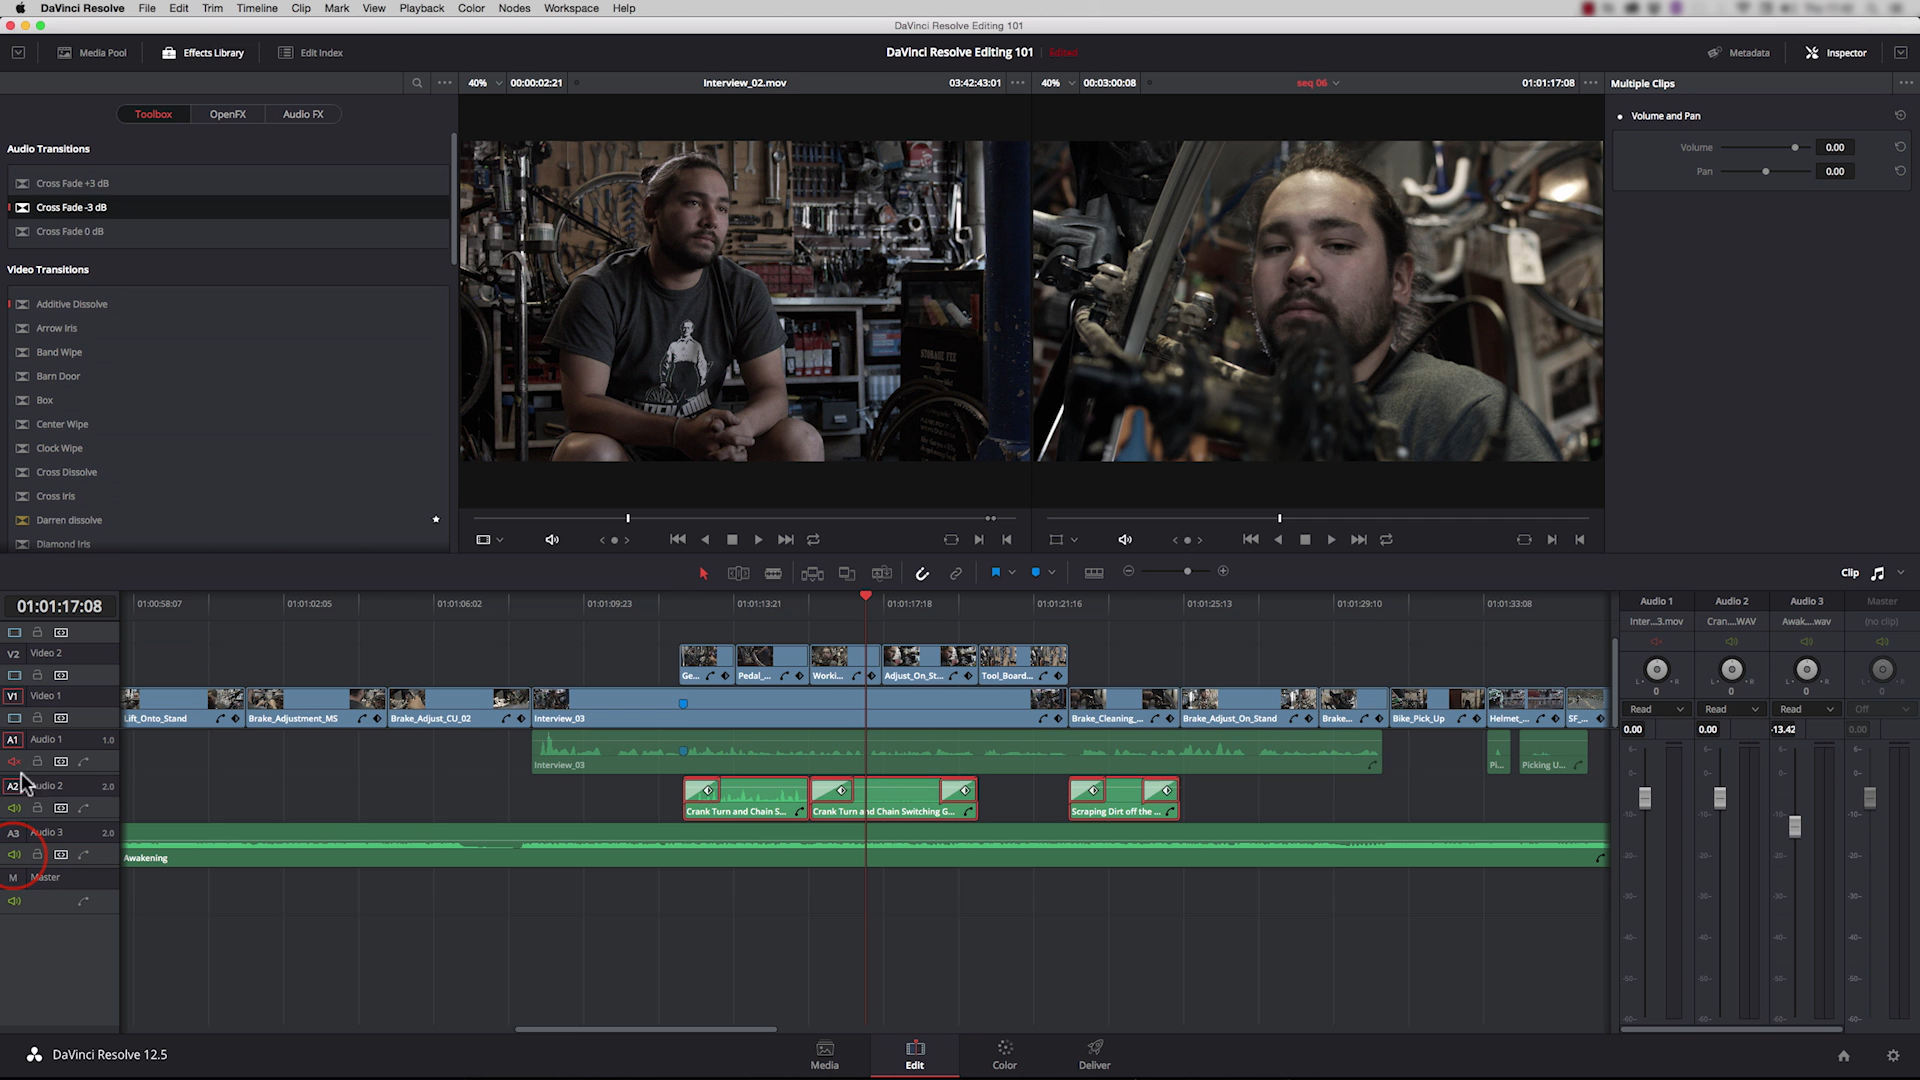 DaVinci Resolve File Edit Trim Timeline Clip Mark View Playback Color Nodes Workspace Help
DaVinci Resolve Editing 101
Media Pool Effects Library Edit Index DaVinci Resolve Editing 101 Edited Metadata Inspector
40% 00:00:02:21 Interview_02.mov 03:42:43:01 40% 00:03:00:08 seq 06 01:01:17:08 Multiple Clips
Toolbox OpenFX Audio FX
Volume and Pan
Volume 0.00
Pan 0.00
Audio Transitions
Cross Fade +3 dB
Cross Fade -3 dB
Cross Fade 0 dB
Video Transitions
Additive Dissolve
Arrow Iris
Band Wipe
Barn Door
Box
Center Wipe
Clock Wipe
Cross Dissolve
Cross Iris
Darren dissolve
Diamond Iris
STORAGE FEE
Clip
01:01:17:08 01:00:58:07 01:01:02:05 01:01:06:02 01:01:09:23 01:01:13:21 01:01:17:18 01:01:21:16 01:01:25:13 01:01:29:10 01:01:33:08
Audio 1 Audio 2 Audio 3 Master
Inter...3.mov Cran....WAV Awak....wav (no clip)
V2 Video 2
Ge... Pedal_... Worki... Adjust_On_St... Tool_Board...
V1 Video 1
Lift_Onto_Stand Brake_Adjustment_MS Brake_Adjust_CU_02 Interview_03 Brake_Cleaning_... Brake_Adjust_On_Stand Brake... Bike_Pick_Up Helmet_... SF_...
L R L R L R L R
0 0 0 0
Read Read Read Off
0.00 0.00 -13.42 0.00
A1 Audio 1 1.0
Interview_03 Pi... Picking U...
A2 Audio 2 2.0
Crank Turn and Chain S... Crank Turn and Chain Switching G... Scraping Dirt off the ...
A3 Audio 3 2.0
Awakening
M Master
DaVinci Resolve 12.5
Media Edit Color Deliver